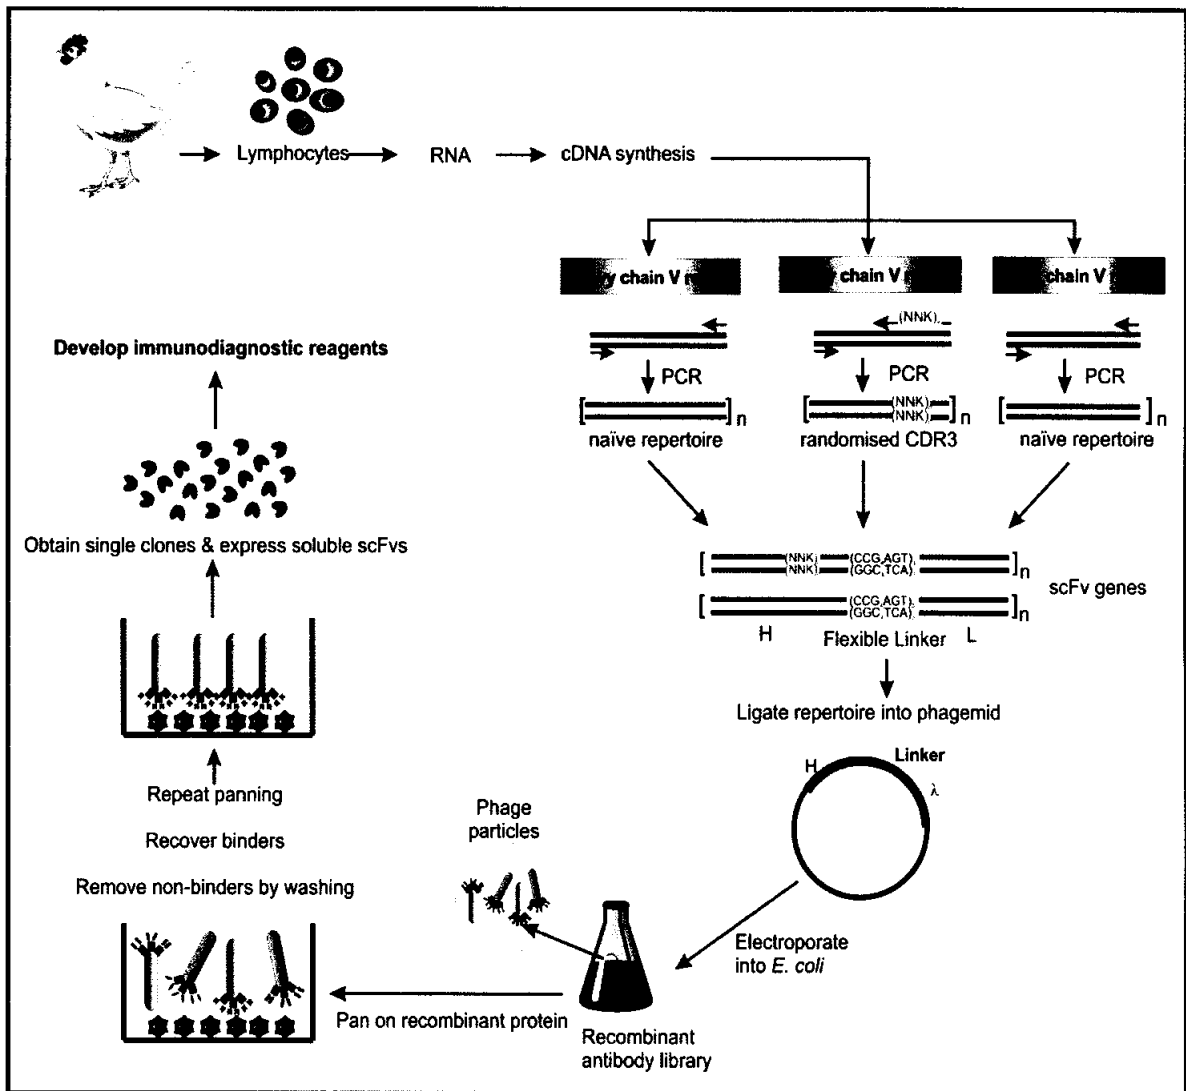 Lymphocytes
RNA
cDNA synthesis
y chain V
chain V
chain V
(NNK)
PCR
PCR
PCR
[ ]n
(NNK)
(NNK)
[ ]n
[ ]n
naïve repertoire
randomised CDR3
naïve repertoire
[ (NNK) (CCG,AGT) ]n
(NNK) (GGC,TCA)
scFv genes
[ (CCG,AGT) ]n
(GGC,TCA)
H
Flexible Linker
L
Ligate repertoire into phagemid
H
Linker
λ
Electroporate
into E. coli
Phage
particles
Recombinant
antibody library
Pan on recombinant protein
Remove non-binders by washing
Recover binders
Repeat panning
Obtain single clones & express soluble scFvs
Develop immunodiagnostic reagents